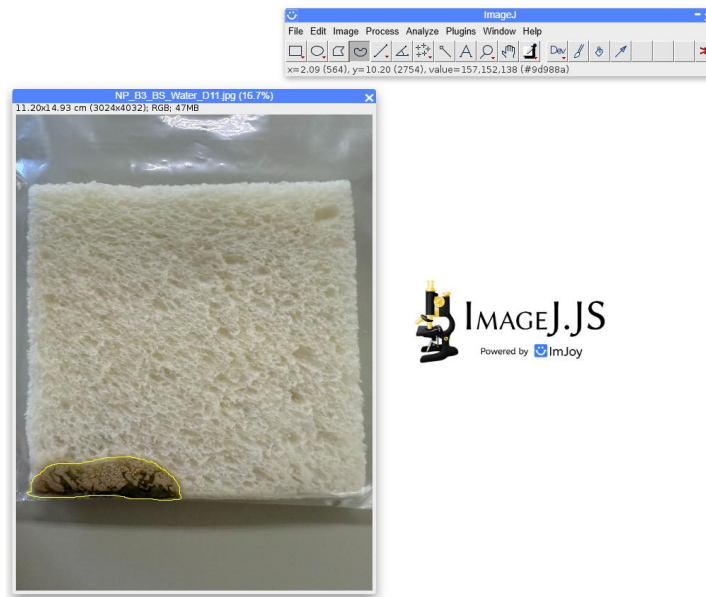 ImageJ
File Edit Image Process Analyze Plugins Window Help
Dev
x=2.09 (564), y=10.20 (2754), value=157,152,138 (#9d988a)
NP_B3_BS_Water_D11.jpg (16.7%)
11.20x14.93 cm (3024x4032); RGB; 47MB
IMAGEJ.JS
Powered by ImJoy